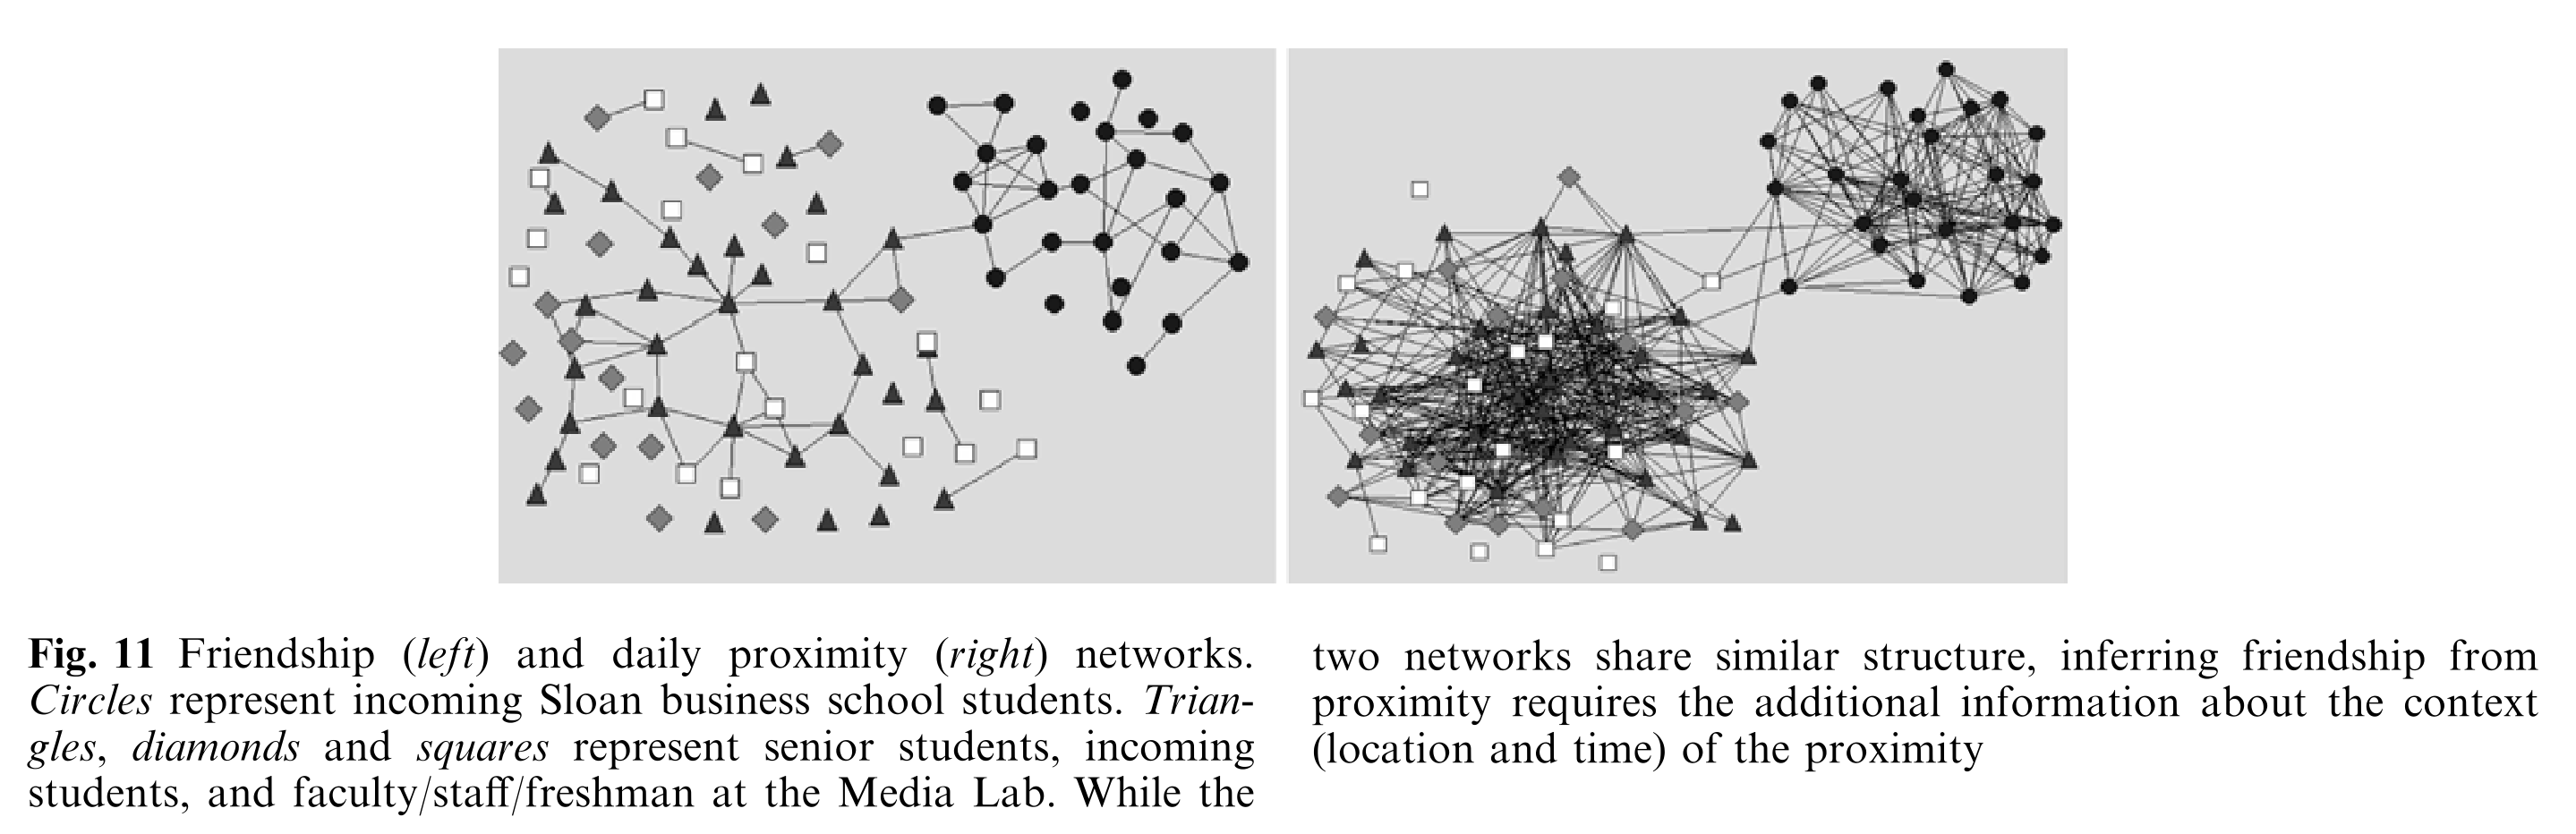 Fig. 11 Friendship (left) and daily proximity (right) networks.
Circles represent incoming Sloan business school students. Trian-
gles, diamonds and squares represent senior students, incoming
students, and faculty/staff/freshman at the Media Lab. While the
two networks share similar structure, inferring friendship from
proximity requires the additional information about the context
(location and time) of the proximity